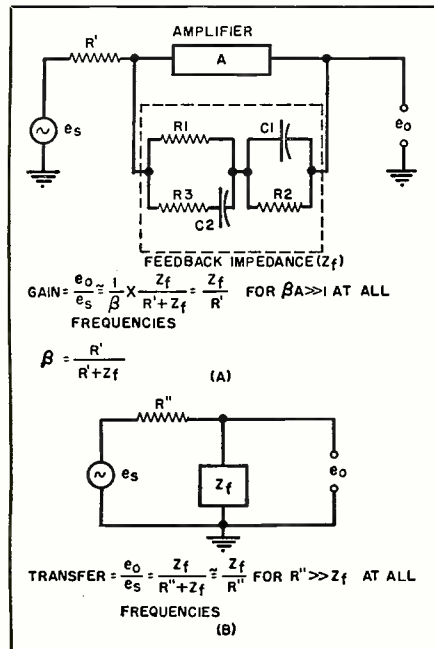 AMPLIFIER
R'
A
es
R1
C1
eo
R3
C2
R2
FEEDBACK IMPEDANCE (Zf)
GAIN = eo/es ≃ 1/β × Zf/R'+Zf = Zf/R' FOR βA≫1 AT ALL
FREQUENCIES
β = R'/R'+Zf
(A)
R"
es
Zf
eo
TRANSFER = eo/es = Zf/R"+Zf ≃ Zf/R" FOR R"≫Zf AT ALL
FREQUENCIES
(B)